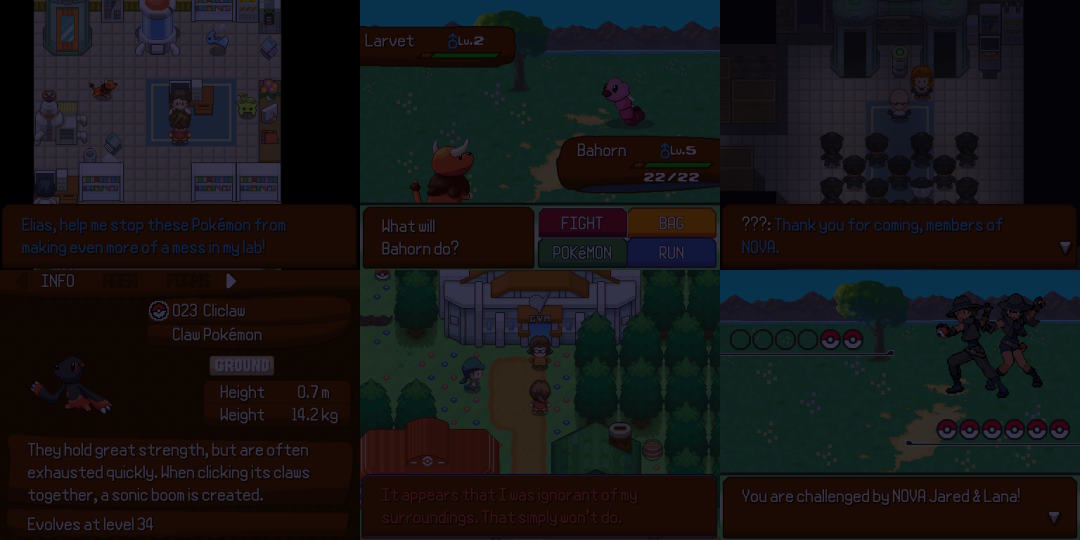 Elias, help me stop these Pokémon from
making even more of a mess in my lab!
Larvet ♂Lv.2
Bahorn ♂Lv.5
22/22
What will
Bahorn do?
FIGHT BAG
POKéMON RUN
???: Thank you for coming, members of
NOVA.
INFO AREA FORMS
023 Cliclaw
Claw Pokémon
GROUND
Height 0.7 m
Weight 14.2 kg
They hold great strength, but are often
exhausted quickly. When clicking its claws
together, a sonic boom is created.
Evolves at level 34
GYM
It appears that I was ignorant of my
surroundings. That simply won't do.
You are challenged by NOVA Jared & Lana!